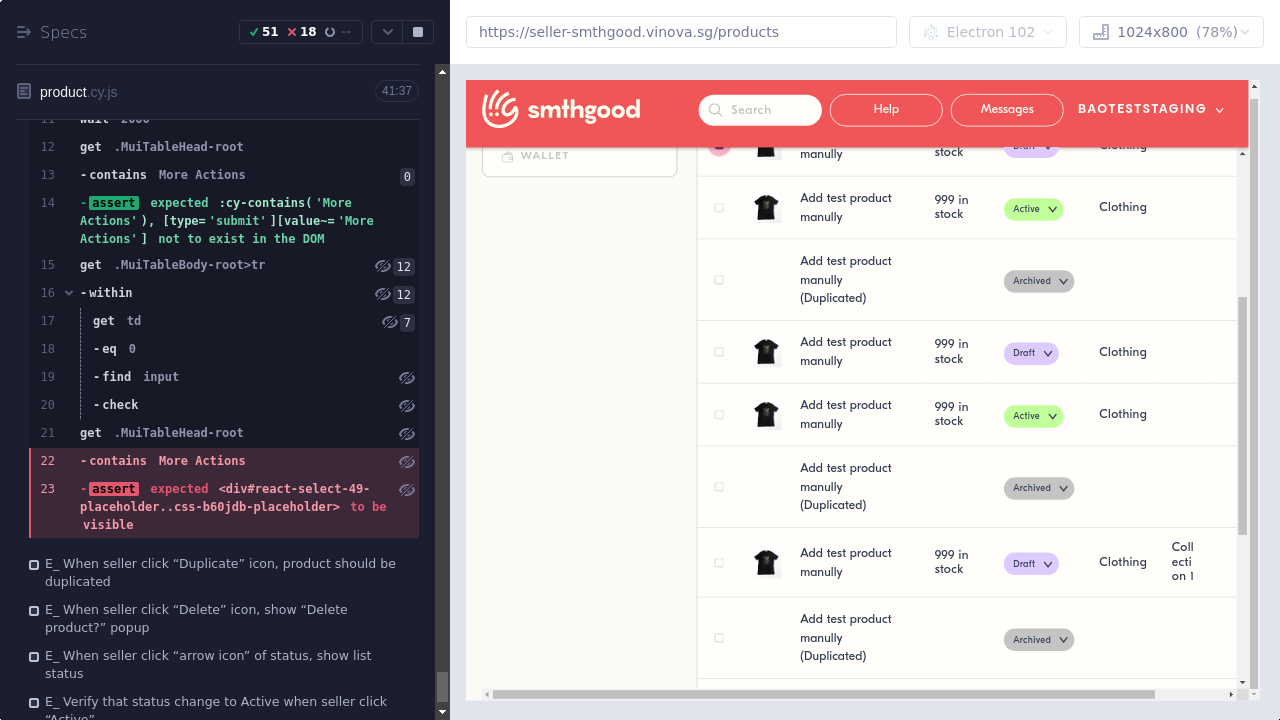 Specs
51
18
--
product.cy.js
41:37
11 wait 2000
12 get .MuiTableHead-root
13 -contains More Actions 0
14 -assert expected :cy-contains('More
Actions'), [type='submit'][value~='More
Actions'] not to exist in the DOM
15 get .MuiTableBody-root>tr 12
16 -within 12
17 get td 7
18 -eq 0
19 -find input
20 -check
21 get .MuiTableHead-root
22 -contains More Actions
23 -assert expected <div#react-select-49-
placeholder..css-b60jdb-placeholder> to be
visible
E_ When seller click “Duplicate” icon, product should be
duplicated
E_ When seller click “Delete” icon, show “Delete
product?” popup
E_ When seller click “arrow icon” of status, show list
status
E_ Verify that status change to Active when seller click
“Active”
https://seller-smthgood.vinova.sg/products
Electron 102
1024x800 (78%)
smthgood
Search
Help
Messages
BAOTESTSTAGING
WALLET
manully
stock
Draft
Clothing
Add test product
manully
999 in
stock
Active
Clothing
Add test product
manully
(Duplicated)
Archived
Add test product
manully
999 in
stock
Draft
Clothing
Add test product
manully
999 in
stock
Active
Clothing
Add test product
manully
(Duplicated)
Archived
Add test product
manully
999 in
stock
Draft
Clothing
Coll
ecti
on 1
Add test product
manully
(Duplicated)
Archived